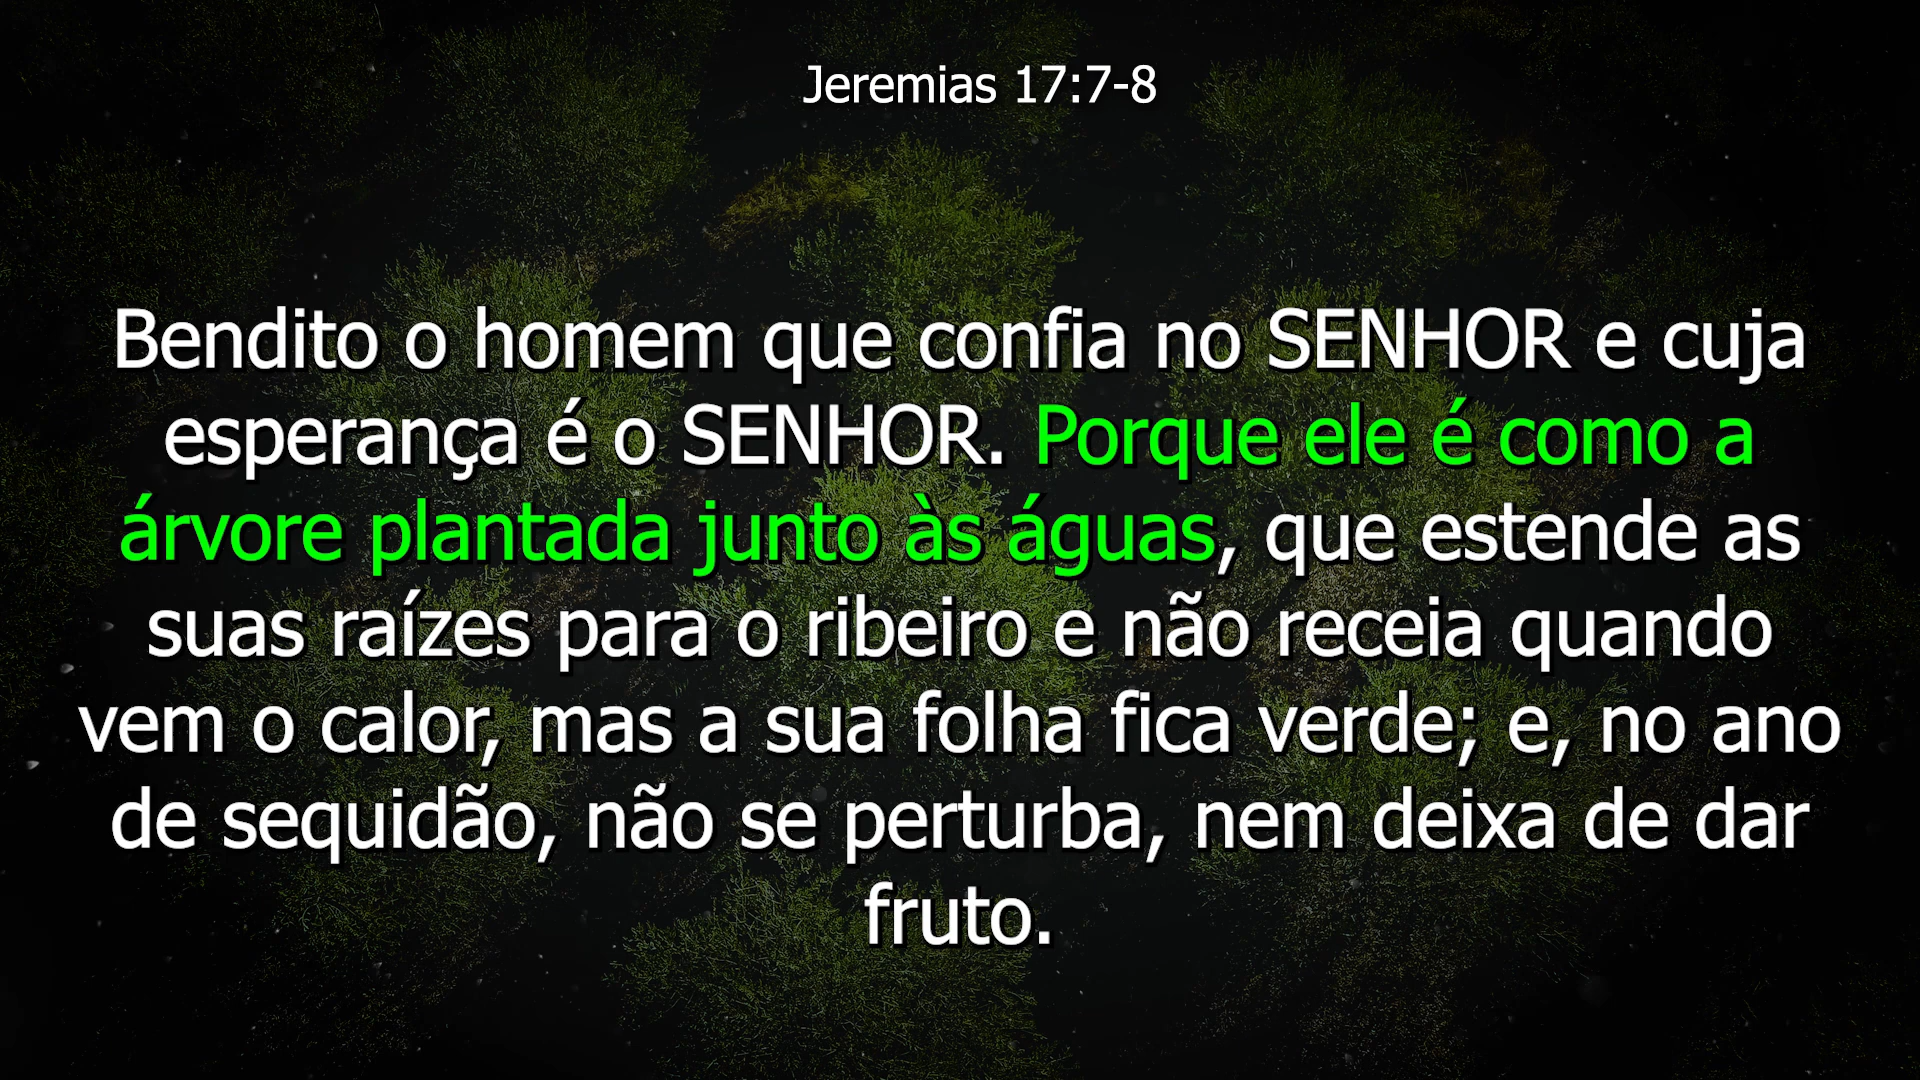 Jeremias 17:7-8
Bendito o homem que confia no SENHOR e cuja
esperança é o SENHOR. Porque ele é como a
árvore plantada junto às águas, que estende as
suas raízes para o ribeiro e não receia quando
vem o calor, mas a sua folha fica verde; e, no ano
de sequidão, não se perturba, nem deixa de dar
fruto.